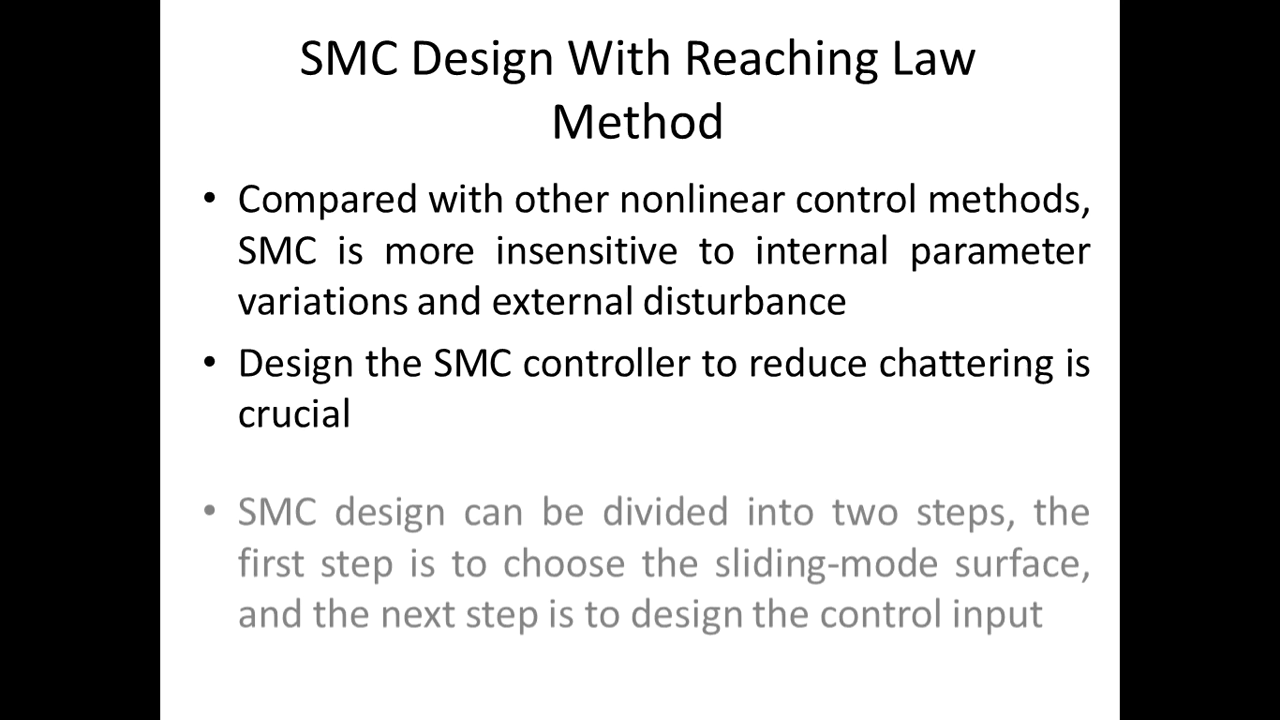 SMC Design With Reaching Law
Method
• Compared with other nonlinear control methods,
SMC is more insensitive to internal parameter
variations and external disturbance
• Design the SMC controller to reduce chattering is
crucial
• SMC design can be divided into two steps, the
first step is to choose the sliding-mode surface,
and the next step is to design the control input